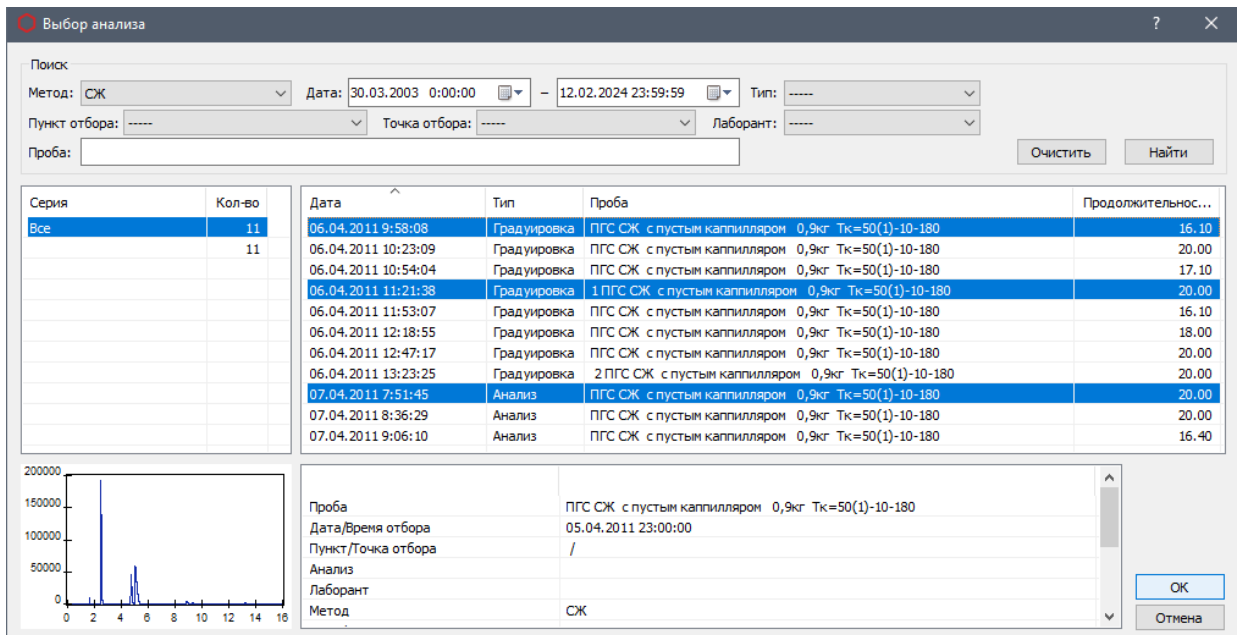 Выбор анализа ? ×
Поиск
Метод: СЖ Дата: 30.03.2003 0:00:00 – 12.02.2024 23:59:59 Тип: -----
Пункт отбора: ----- Точка отбора: ----- Лаборант: -----
Проба: Очистить Найти
Серия Кол-во Дата Тип Проба Продолжительнос...
Все 11 06.04.2011 9:58:08 Градуировка ПГС СЖ с пустым каппилляром 0,9кг Тк=50(1)-10-180 16.10
11 06.04.2011 10:23:09 Градуировка ПГС СЖ с пустым каппилляром 0,9кг Тк=50(1)-10-180 20.00
06.04.2011 10:54:04 Градуировка ПГС СЖ с пустым каппилляром 0,9кг Тк=50(1)-10-180 17.10
06.04.2011 11:21:38 Градуировка 1ПГС СЖ с пустым каппилляром 0,9кг Тк=50(1)-10-180 20.00
06.04.2011 11:53:07 Градуировка ПГС СЖ с пустым каппилляром 0,9кг Тк=50(1)-10-180 16.10
06.04.2011 12:18:55 Градуировка ПГС СЖ с пустым каппилляром 0,9кг Тк=50(1)-10-180 18.00
06.04.2011 12:47:17 Градуировка ПГС СЖ с пустым каппилляром 0,9кг Тк=50(1)-10-180 20.00
06.04.2011 13:23:25 Градуировка 2ПГС СЖ с пустым каппилляром 0,9кг Тк=50(1)-10-180 20.00
07.04.2011 7:51:45 Анализ ПГС СЖ с пустым каппилляром 0,9кг Тк=50(1)-10-180 20.00
07.04.2011 8:36:29 Анализ ПГС СЖ с пустым каппилляром 0,9кг Тк=50(1)-10-180 20.00
07.04.2011 9:06:10 Анализ ПГС СЖ с пустым каппилляром 0,9кг Тк=50(1)-10-180 16.40
200000
150000
100000
50000
0
0 2 4 6 8 10 12 14 16
Проба ПГС СЖ с пустым каппилляром 0,9кг Тк=50(1)-10-180
Дата/Время отбора 05.04.2011 23:00:00
Пункт/Точка отбора /
Анализ
Лаборант
Метод СЖ
OK
Отмена